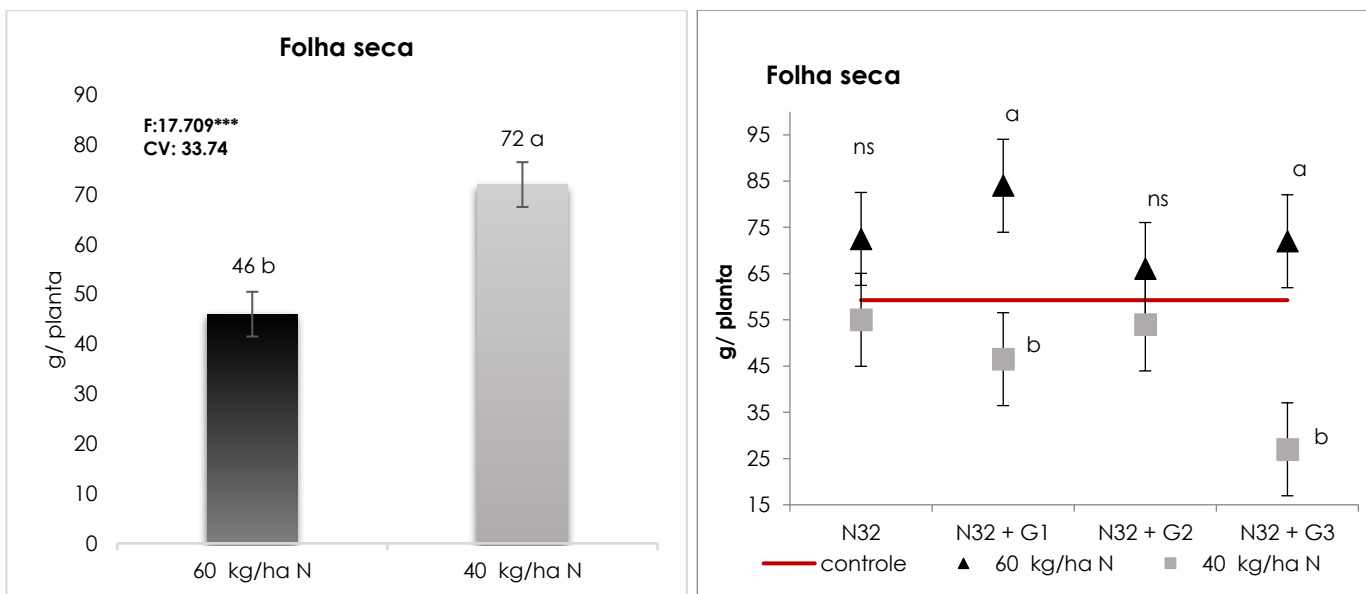 Folha seca
90
80
70
60
50
40
30
20
10
0
g/ planta
F:17.709***
CV: 33.74
46 b
72 a
60 kg/ha N
40 kg/ha N
Folha seca
95
85
75
65
55
45
35
25
15
g/ planta
ns
a
ns
a
b
b
N32
N32 + G1
N32 + G2
N32 + G3
controle
60 kg/ha N
40 kg/ha N